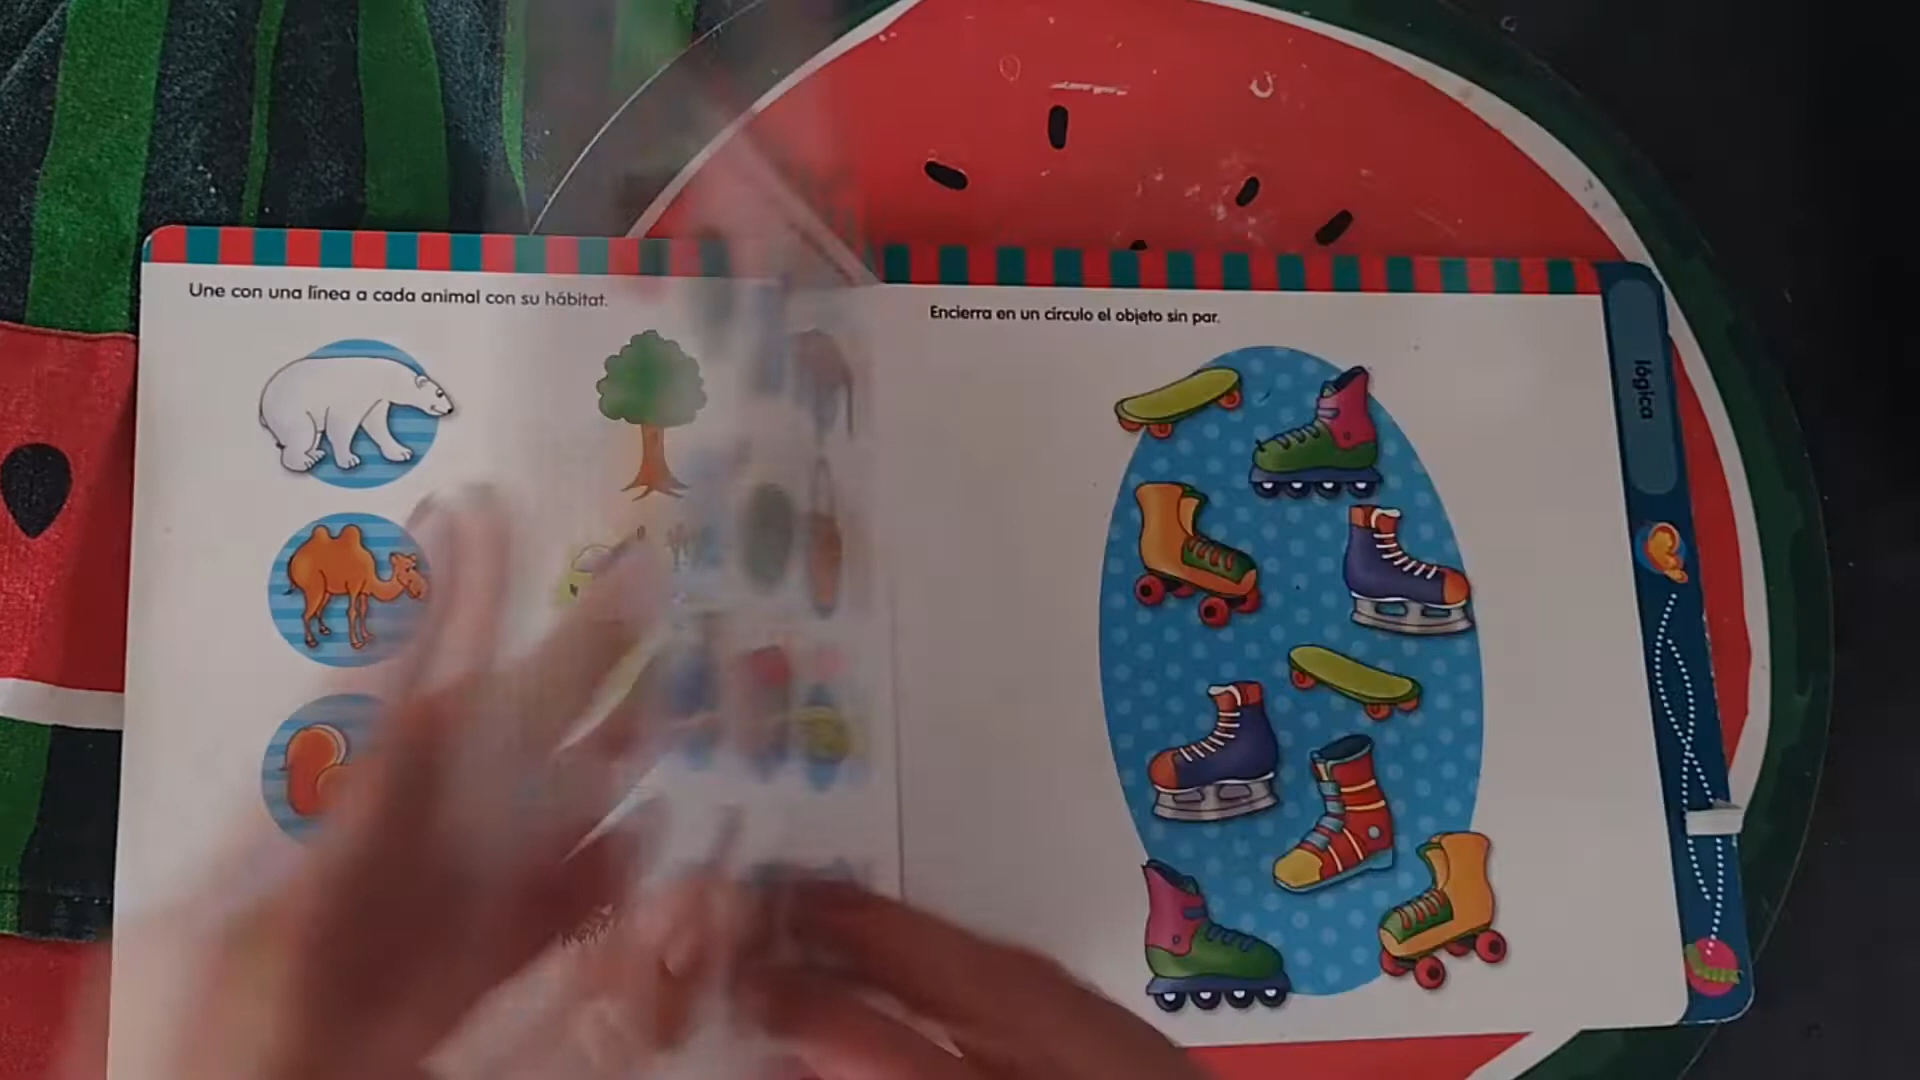 Une con una línea a cada animal con su hábitat.
Encierra en un círculo el objeto sin par.
lógica